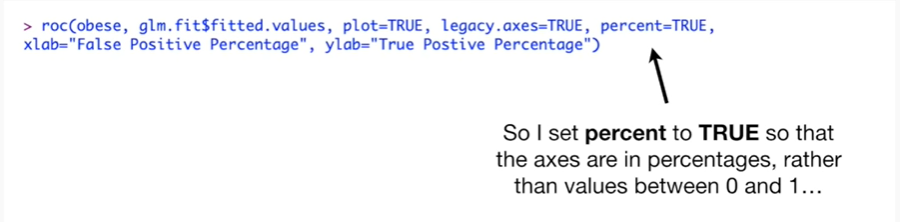 > roc(obese, glm.fit$fitted.values, plot=TRUE, legacy.axes=TRUE, percent=TRUE,
xlab="False Positive Percentage", ylab="True Postive Percentage")
So I set percent to TRUE so that
the axes are in percentages, rather
than values between 0 and 1…